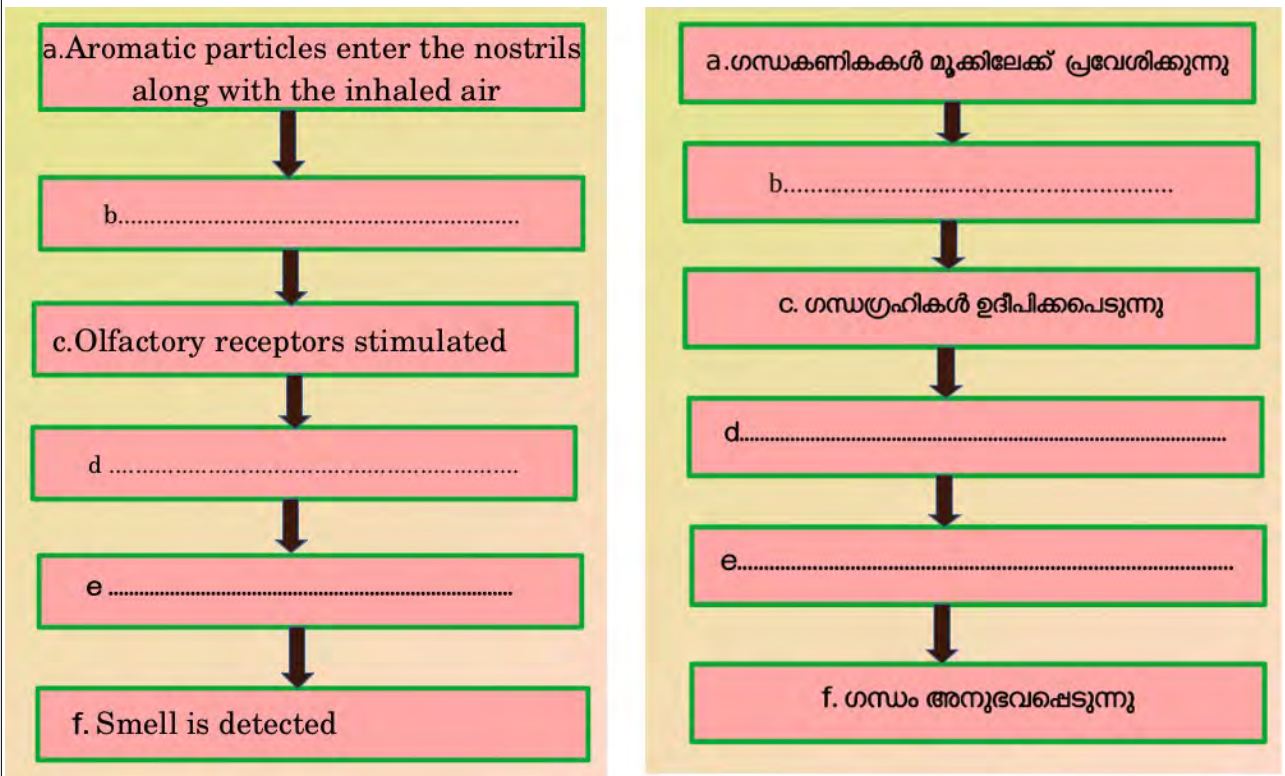 a.Aromatic particles enter the nostrils
along with the inhaled air
b................................................................
c.Olfactory receptors stimulated
d ...............................................................
e ................................................................................
f. Smell is detected
a.ഗന്ധകണികകൾ മൂക്കിലേക്ക് പ്രവേശിക്കുന്നു
b............................................................
c. ഗന്ധഗ്രഹികൾ ഉദീപിക്കപെടുന്നു
d................................................................................................
e..................................................................................................
f. ഗന്ധം അനുഭവപ്പെടുന്നു